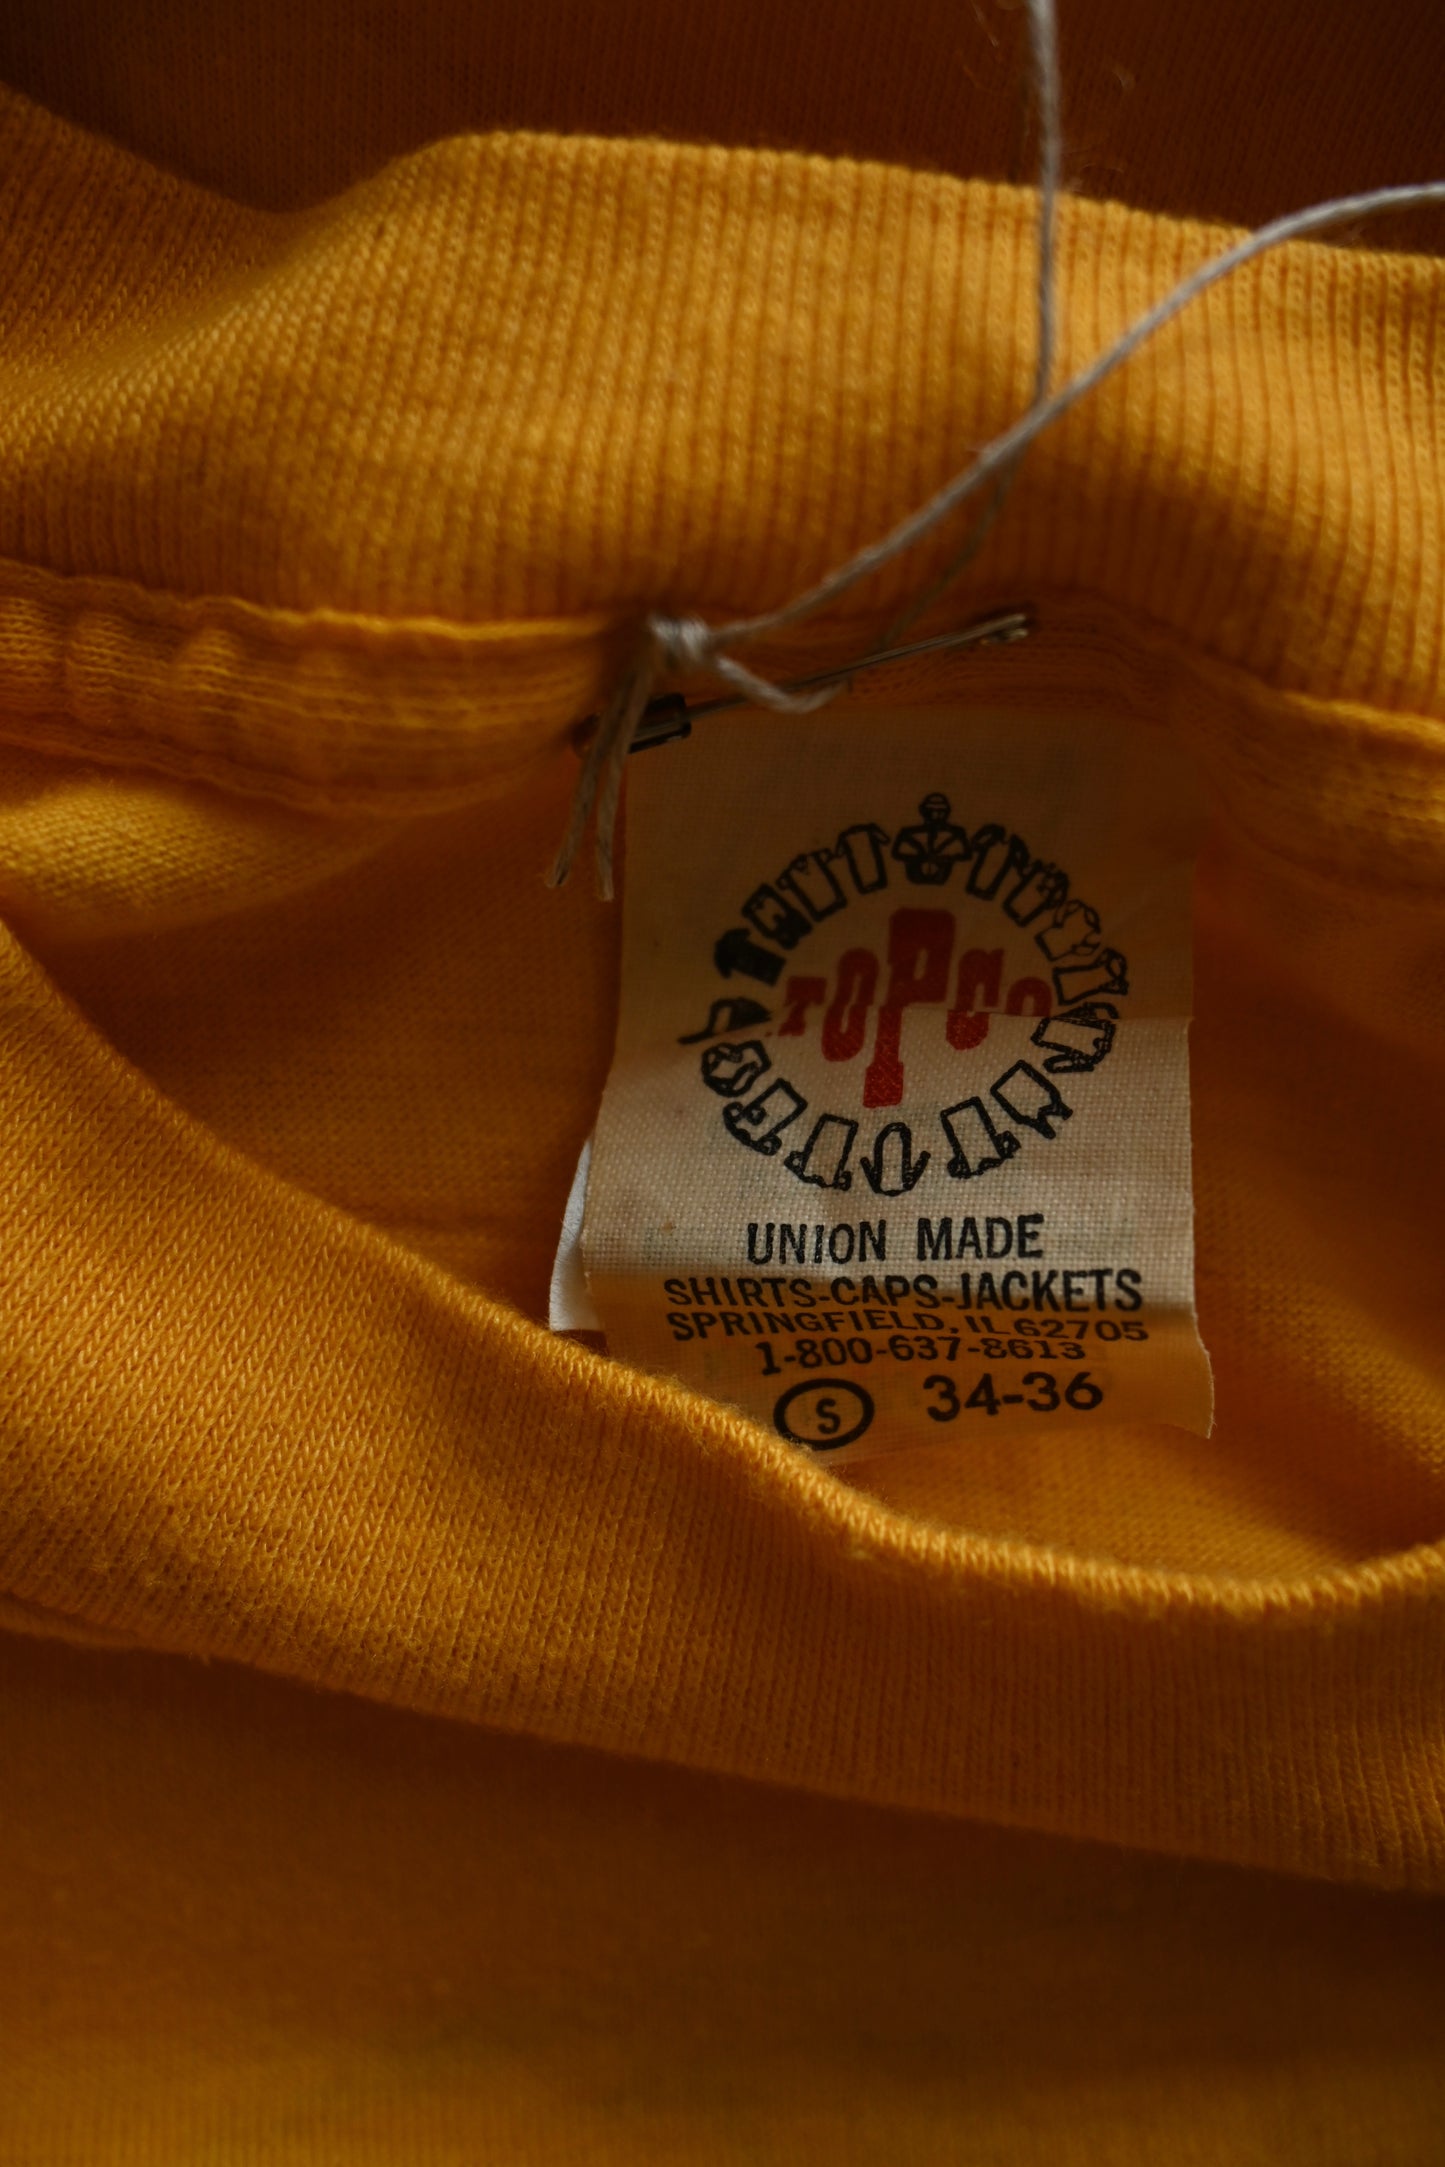 TOPCO
UNION MADE
SHIRTS-CAPS-JACKETS
SPRINGFIELD, IL 62705
1-800-637-8613
S 34-36